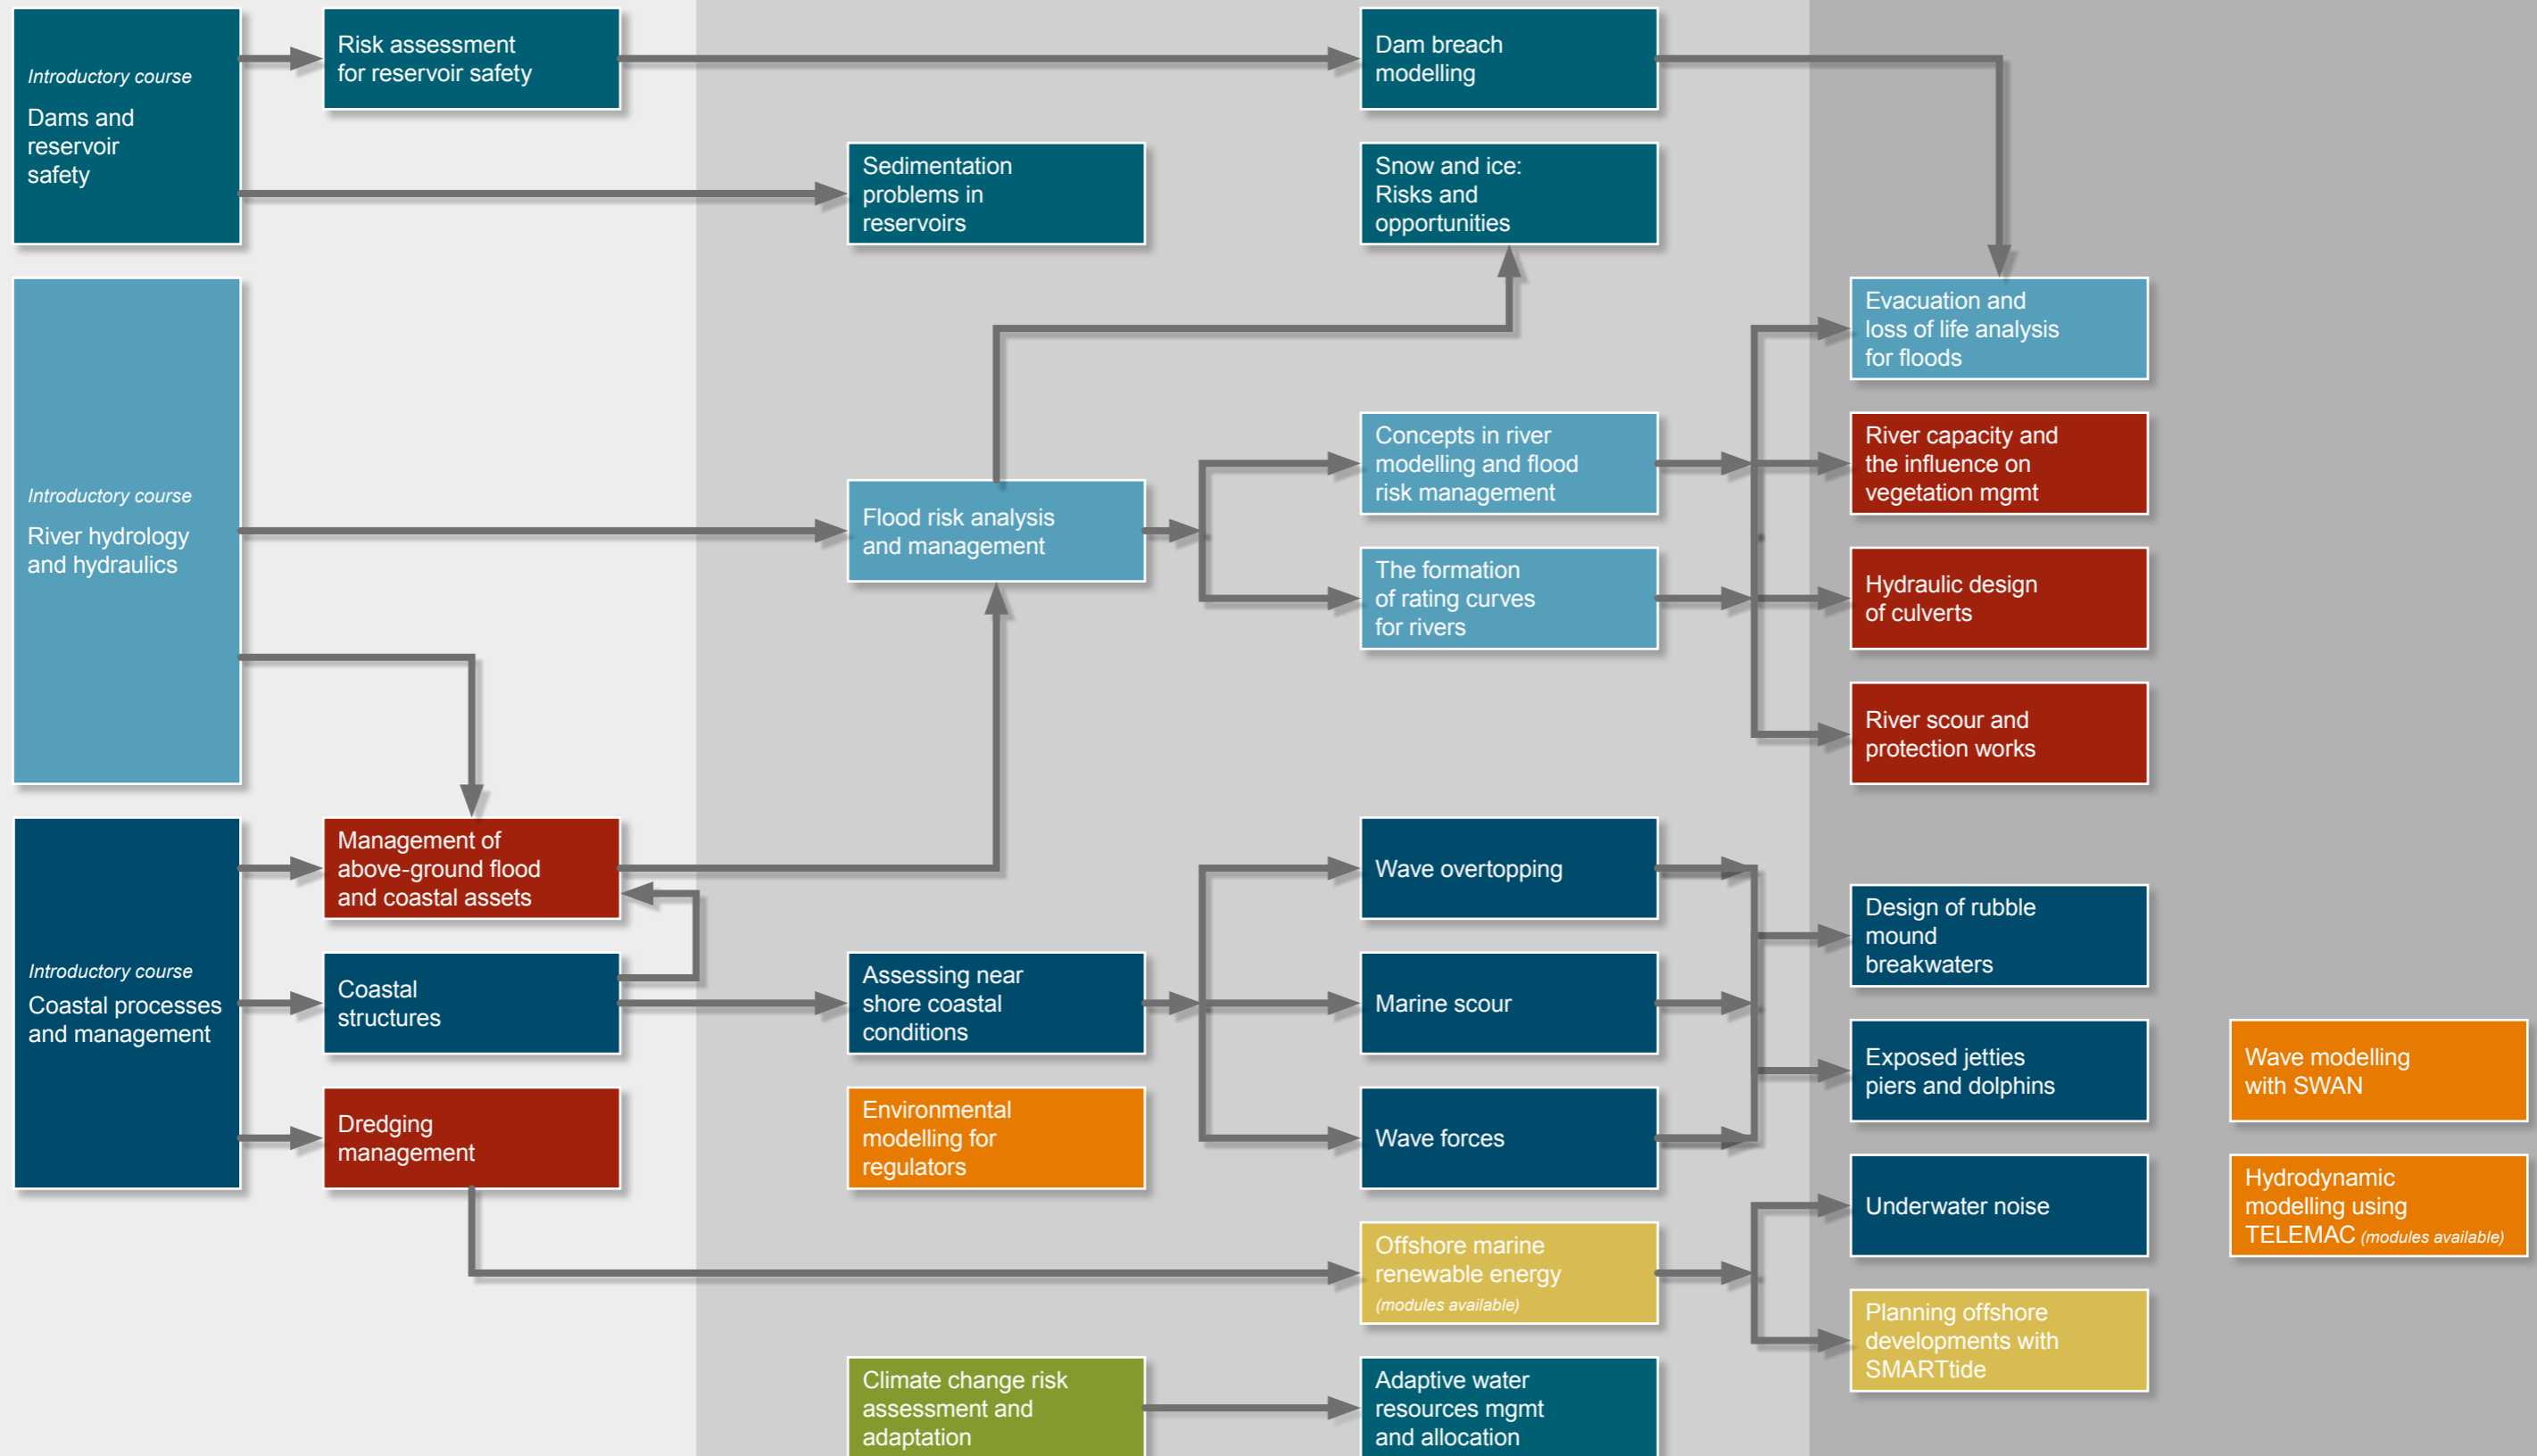 Introductory course
Dams and
reservoir
safety
Risk assessment
for reservoir safety
Dam breach
modelling
Sedimentation
problems in
reservoirs
Snow and ice:
Risks and
opportunities
Introductory course
River hydrology
and hydraulics
Flood risk analysis
and management
Concepts in river
modelling and flood
risk management
The formation
of rating curves
for rivers
Evacuation and
loss of life analysis
for floods
River capacity and
the influence on
vegetation mgmt
Hydraulic design
of culverts
River scour and
protection works
Introductory course
Coastal processes
and management
Management of
above-ground flood
and coastal assets
Coastal
structures
Dredging
management
Assessing near
shore coastal
conditions
Environmental
modelling for
regulators
Wave overtopping
Marine scour
Wave forces
Offshore marine
renewable energy
(modules available)
Design of rubble
mound
breakwaters
Exposed jetties
piers and dolphins
Underwater noise
Planning offshore
developments with
SMARTtide
Wave modelling
with SWAN
Hydrodynamic
modelling using
TELEMAC (modules available)
Climate change risk
assessment and
adaptation
Adaptive water
resources mgmt
and allocation